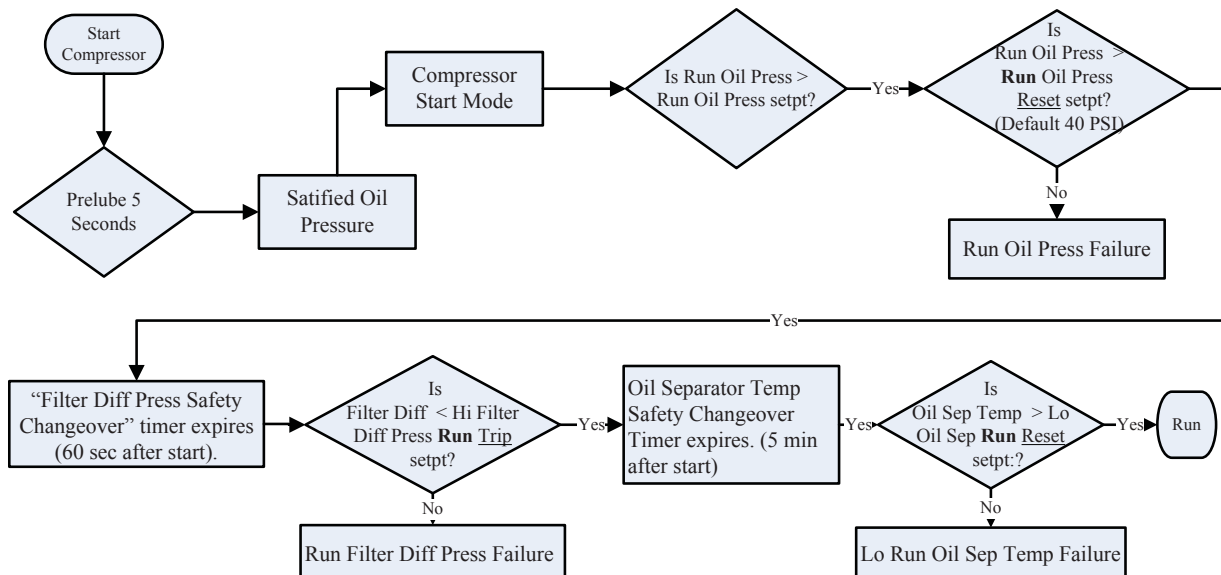 Start
Compressor
Prelube 5
Seconds
Satified Oil
Pressure
Compressor
Start Mode
Is Run Oil Press >
Run Oil Press setpt?
Yes
Is
Run Oil Press >
Run Oil Press
Reset setpt?
(Default 40 PSI)
No
Run Oil Press Failure
Yes
“Filter Diff Press Safety
Changeover” timer expires
(60 sec after start).
Is
Filter Diff < Hi Filter
Diff Press Run Trip
setpt?
No
Run Filter Diff Press Failure
Yes
Oil Separator Temp
Safety Changeover
Timer expires. (5 min
after start)
Yes
Is
Oil Sep Temp > Lo
Oil Sep Run Reset
setpt:?
No
Lo Run Oil Sep Temp Failure
Yes
Run